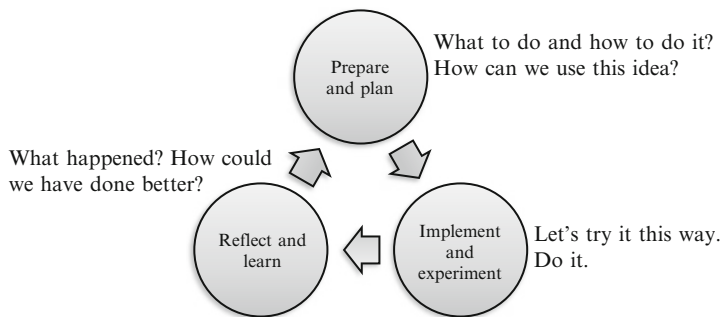 Prepare
and plan
What to do and how to do it?
How can we use this idea?
Implement
and
experiment
Let's try it this way.
Do it.
Reflect and
learn
What happened? How could
we have done better?